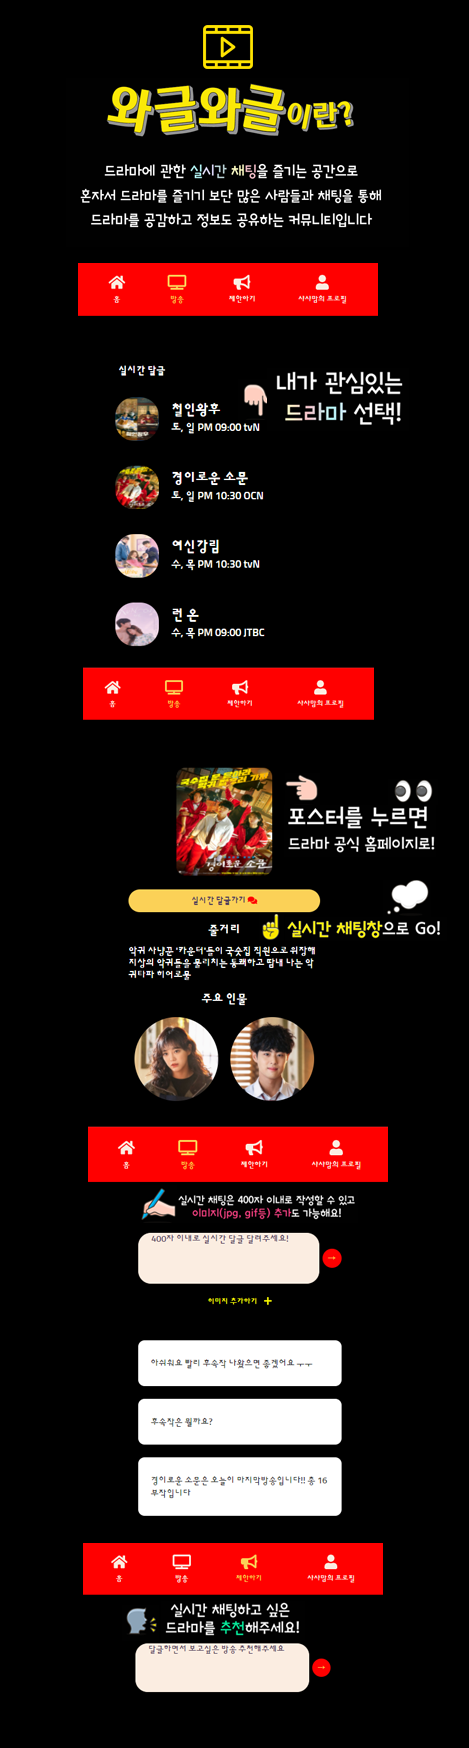 와글와글이란?
드라마에 관한 실시간 채팅을 즐기는 공간으로
혼자서 드라마를 즐기기 보단 많은 사람들과 채팅을 통해
드라마를 공감하고 정보도 공유하는 커뮤니티입니다
홈 방송 제안하기 사사맘의 프로필
실시간 달글
내가 관심있는
드라마 선택!
철인왕후
토, 일 PM 09:00 tvN
경이로운 소문
토, 일 PM 10:30 OCN
여신강림
수, 목 PM 10:30 tvN
런 온
수, 목 PM 09:00 JTBC
홈 방송 제안하기 사사맘의 프로필
경이로운 소문
포스터를 누르면
드라마 공식 홈페이지로!
실시간 달글가기
실시간 채팅창으로 Go!
줄거리
악귀 사냥꾼 '카운터'들이 국숫집 직원으로 위장해
지상의 악귀들을 물리치는 통쾌하고 땀내 나는 악
귀타파 히어로물
주요 인물
홈 방송 제안하기 사사맘의 프로필
실시간 채팅은 400자 이내로 작성할 수 있고
이미지(jpg, gif등) 추가도 가능해요!
400자 이내로 실시간 달글 달려주세요!
→
이미지 추가하기 +
아쉬워요 빨리 후속작 나왔으면 좋겠어요 ㅜㅜ
후속작은 뭘까요?
경이로운 소문은 오늘이 마지막방송입니다!! 총 16
부작입니다
홈 방송 제안하기 사사맘의 프로필
실시간 채팅하고 싶은
드라마를 추천해주세요!
달글하면서 보고싶은 방송 추천해주세요
→